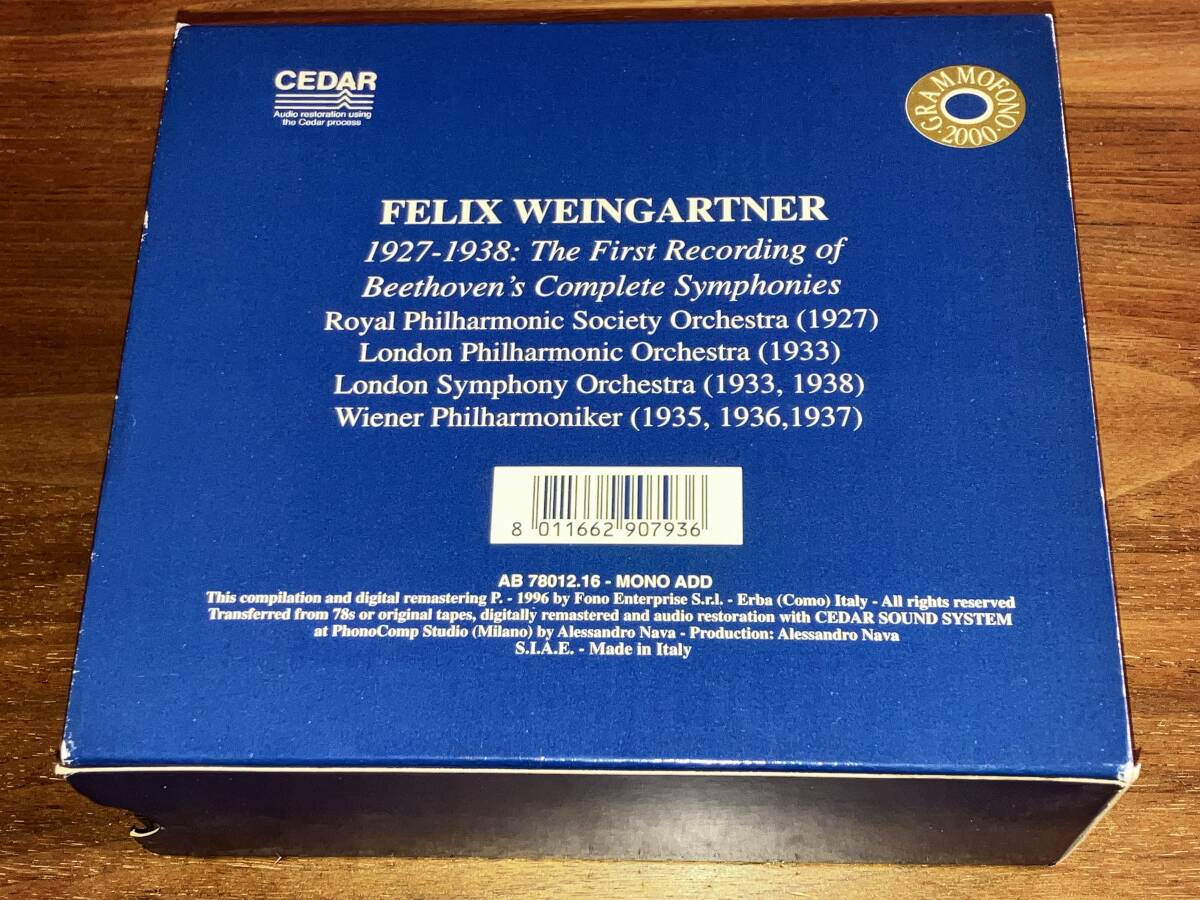 CEDAR
Audio restoration using
the Cedar process
GRAMMOFONO
· 2000 ·
FELIX WEINGARTNER
1927-1938: The First Recording of
Beethoven's Complete Symphonies
Royal Philharmonic Society Orchestra (1927)
London Philharmonic Orchestra (1933)
London Symphony Orchestra (1933, 1938)
Wiener Philharmoniker (1935, 1936,1937)
8 011662 907936
AB 78012.16 - MONO ADD
This compilation and digital remastering P. - 1996 by Fono Enterprise S.r.l. - Erba (Como) Italy - All rights reserved
Transferred from 78s or original tapes, digitally remastered and audio restoration with CEDAR SOUND SYSTEM
at PhonoComp Studio (Milano) by Alessandro Nava - Production: Alessandro Nava
S.I.A.E. - Made in Italy